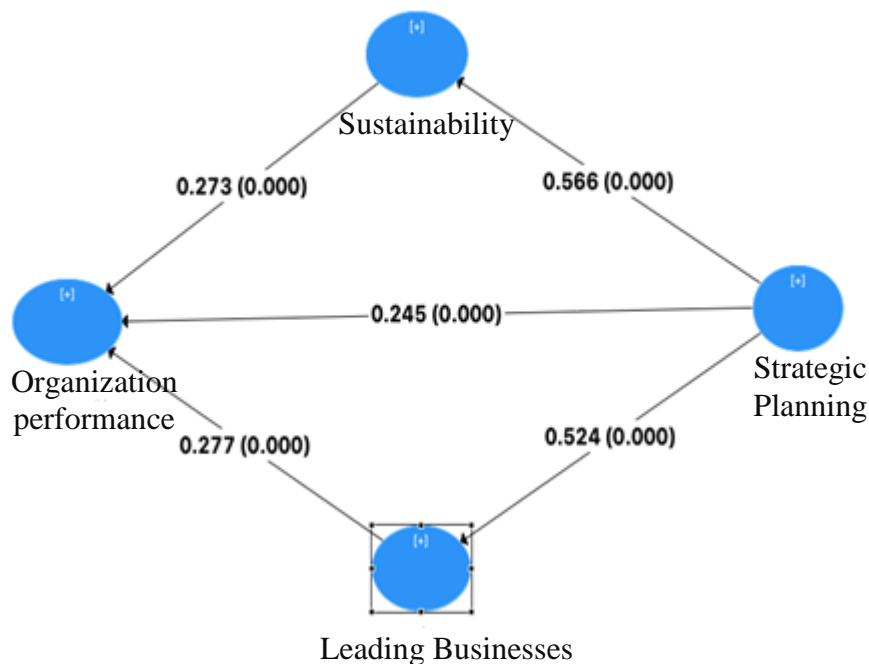 [+]
Sustainability
0.273 (0.000)
0.566 (0.000)
[+]
[+]
0.245 (0.000)
Organization
performance
Strategic
Planning
0.277 (0.000)
0.524 (0.000)
[+]
Leading Businesses